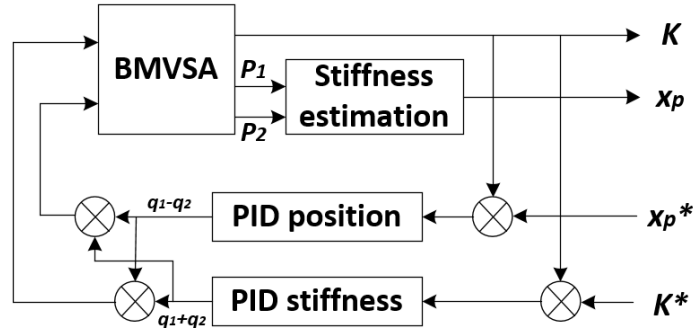 K
BMVSA
P1
Stiffness
estimation
xp
P2
q1-q2
PID position
xp*
PID stiffness
K*
q1+q2